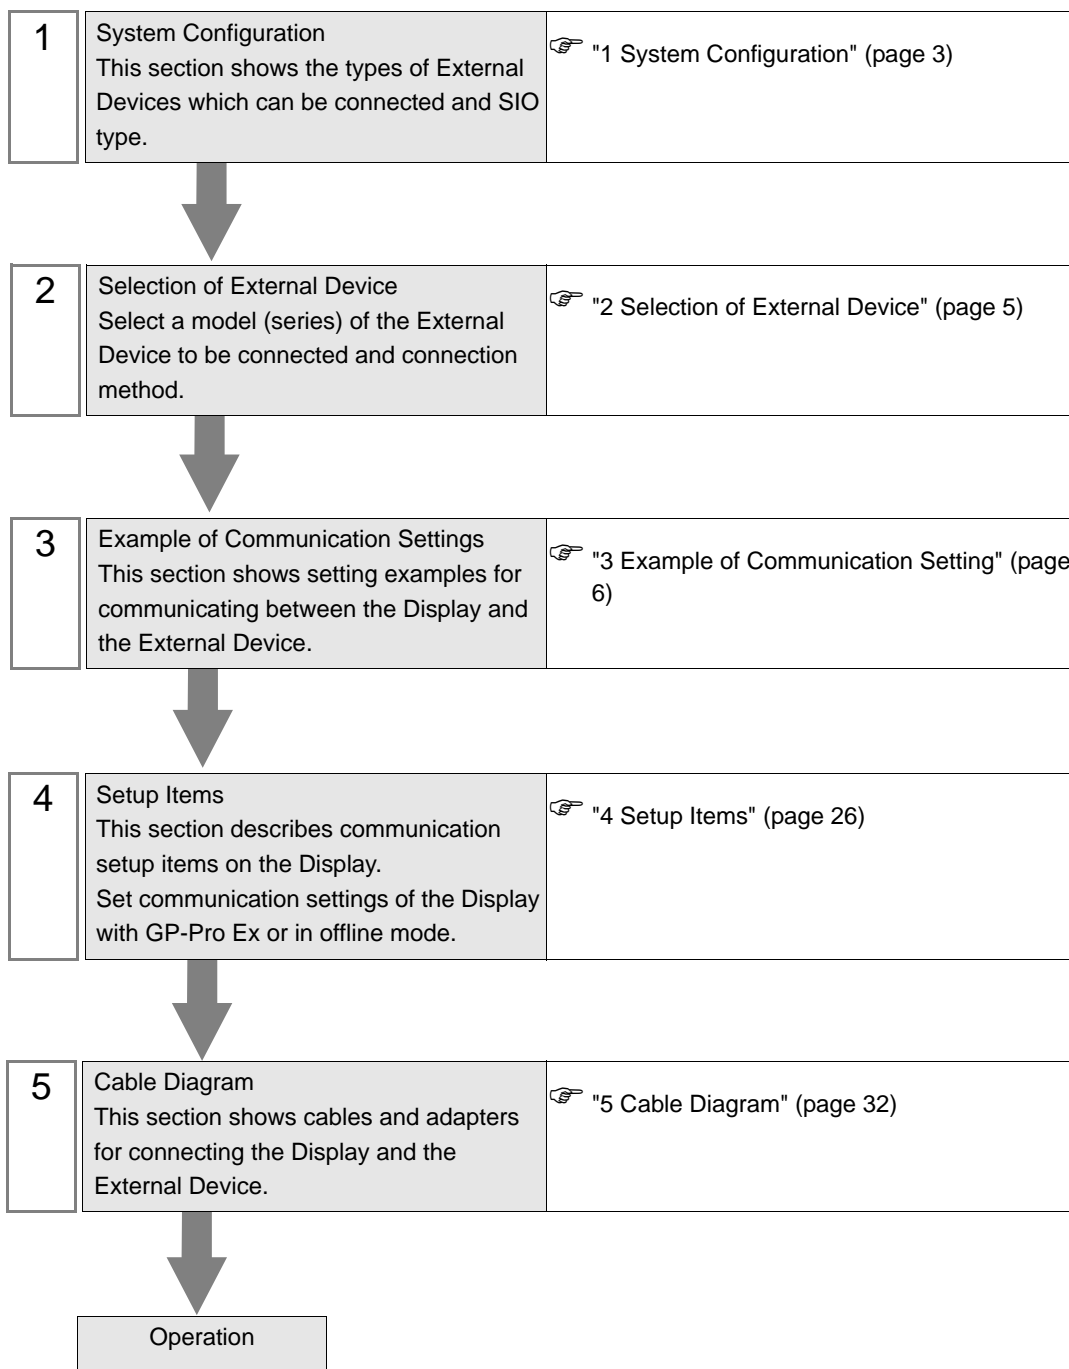 1
System Configuration
This section shows the types of External
Devices which can be connected and SIO
type.
"1 System Configuration" (page 3)
2
Selection of External Device
Select a model (series) of the External
Device to be connected and connection
method.
"2 Selection of External Device" (page 5)
3
Example of Communication Settings
This section shows setting examples for
communicating between the Display and
the External Device.
"3 Example of Communication Setting" (page
6)
4
Setup Items
This section describes communication
setup items on the Display.
Set communication settings of the Display
with GP-Pro Ex or in offline mode.
"4 Setup Items" (page 26)
5
Cable Diagram
This section shows cables and adapters
for connecting the Display and the
External Device.
"5 Cable Diagram" (page 32)
Operation